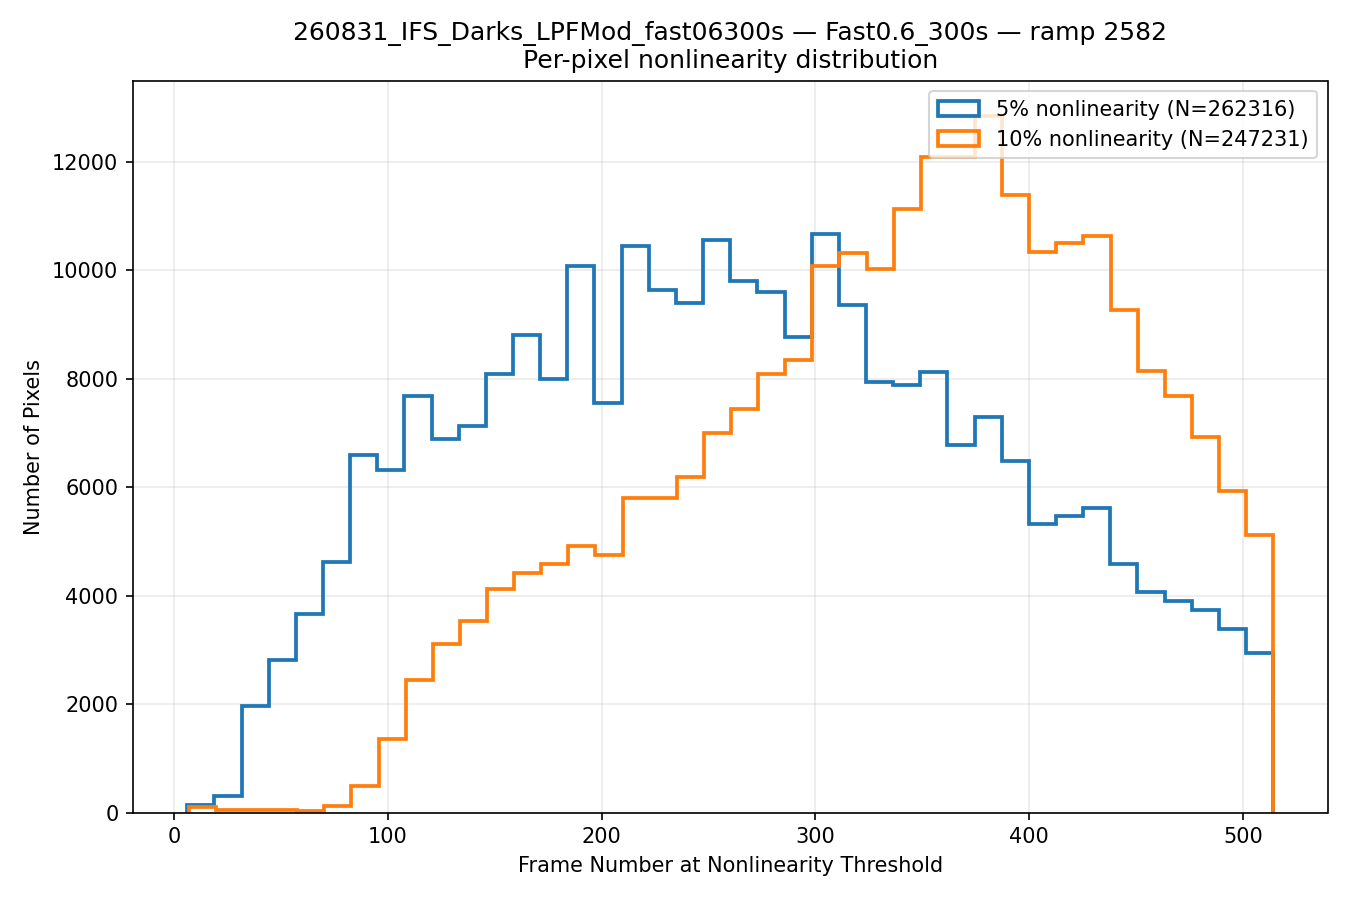 260831_IFS_Darks_LPFMod_fast06300s — Fast0.6_300s — ramp 2582
Per-pixel nonlinearity distribution
5% nonlinearity (N=262316)
10% nonlinearity (N=247231)
Number of Pixels
12000
10000
8000
6000
4000
2000
0
0 100 200 300 400 500
Frame Number at Nonlinearity Threshold